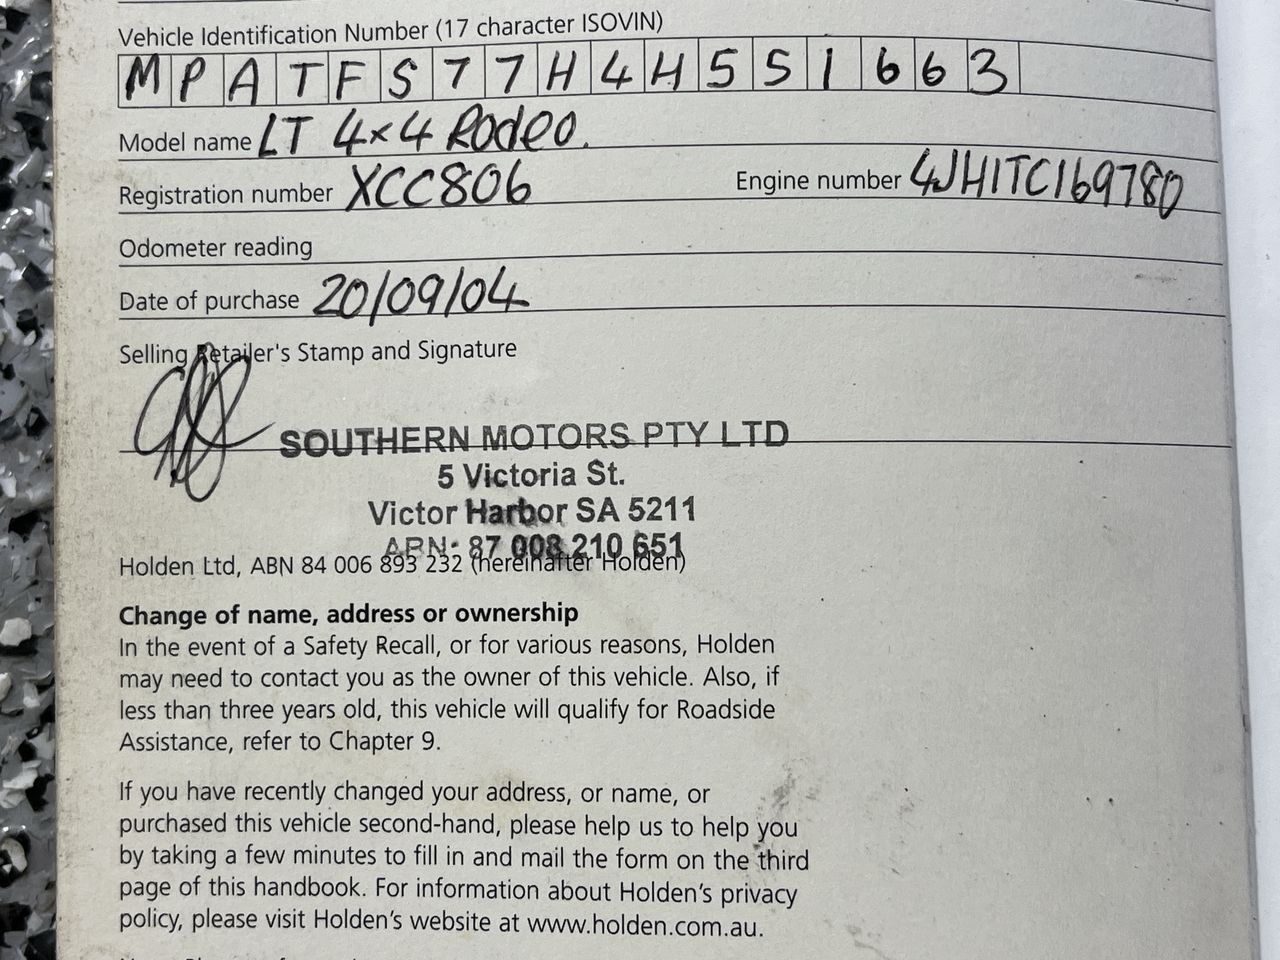 Vehicle Identification Number (17 character ISOVIN)
MPATFS77H4H551663
Model name LT 4x4 Rodeo.
Registration number XCC806 Engine number 4JH1TC169780
Odometer reading
Date of purchase 20/09/04
Selling Retailer's Stamp and Signature
SOUTHERN MOTORS PTY LTD
5 Victoria St.
Victor Harbor SA 5211
ABN: 87 008 210 651
Holden Ltd, ABN 84 006 893 232 (hereinafter Holden)
Change of name, address or ownership
In the event of a Safety Recall, or for various reasons, Holden
may need to contact you as the owner of this vehicle. Also, if
less than three years old, this vehicle will qualify for Roadside
Assistance, refer to Chapter 9.
If you have recently changed your address, or name, or
purchased this vehicle second-hand, please help us to help you
by taking a few minutes to fill in and mail the form on the third
page of this handbook. For information about Holden's privacy
policy, please visit Holden's website at www.holden.com.au.